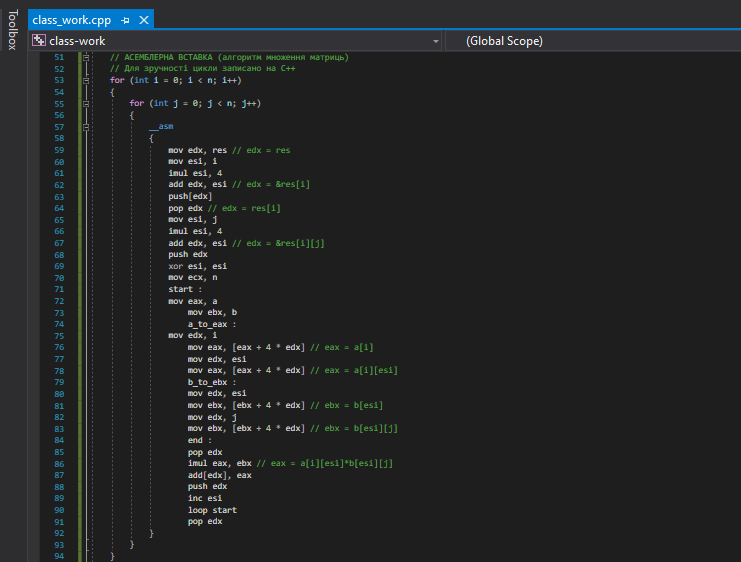 Toolbox
class_work.cpp
class-work
(Global Scope)
51 // АСЕМБЛЕРНА ВСТАВКА (алгоритм множення матриць)
52 // Для зручності цикли записано на C++
53 for (int i = 0; i < n; i++)
54 {
55 for (int j = 0; j < n; j++)
56 {
57 __asm
58 {
59 mov edx, res // edx = res
60 mov esi, i
61 imul esi, 4
62 add edx, esi // edx = &res[i]
63 push[edx]
64 pop edx // edx = res[i]
65 mov esi, j
66 imul esi, 4
67 add edx, esi // edx = &res[i][j]
68 push edx
69 xor esi, esi
70 mov ecx, n
71 start :
72 mov eax, a
73 mov ebx, b
74 a_to_eax :
75 mov edx, i
76 mov eax, [eax + 4 * edx] // eax = a[i]
77 mov edx, esi
78 mov eax, [eax + 4 * edx] // eax = a[i][esi]
79 b_to_ebx :
80 mov edx, esi
81 mov ebx, [ebx + 4 * edx] // ebx = b[esi]
82 mov edx, j
83 mov ebx, [ebx + 4 * edx] // ebx = b[esi][j]
84 end :
85 pop edx
86 imul eax, ebx // eax = a[i][esi]*b[esi][j]
87 add[edx], eax
88 push edx
89 inc esi
90 loop start
91 pop edx
92 }
93 }
94 }